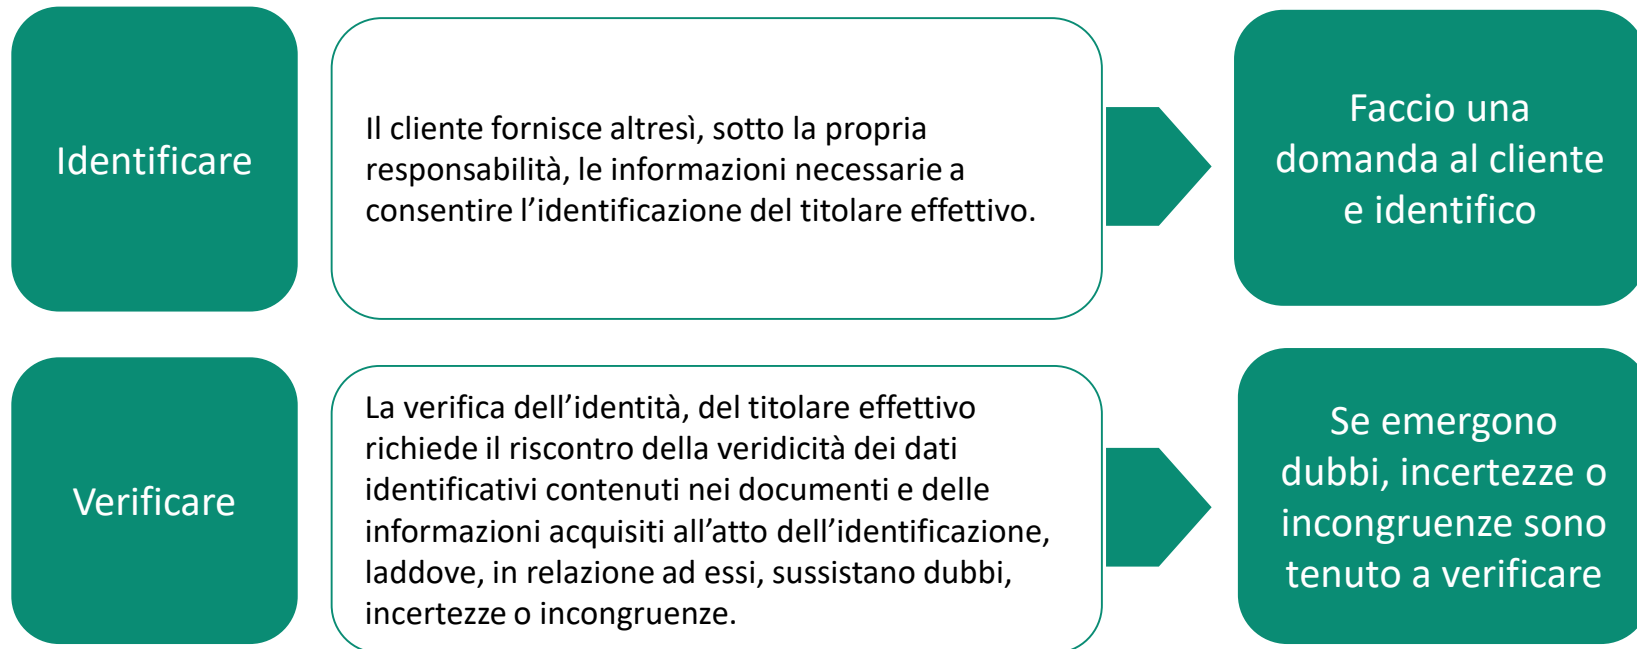 Identificare
Il cliente fornisce altresì, sotto la propria
responsabilità, le informazioni necessarie a
consentire l’identificazione del titolare effettivo.
Faccio una
domanda al cliente
e identifico
Verificare
La verifica dell’identità, del titolare effettivo
richiede il riscontro della veridicità dei dati
identificativi contenuti nei documenti e delle
informazioni acquisiti all’atto dell’identificazione,
laddove, in relazione ad essi, sussistano dubbi,
incertezze o incongruenze.
Se emergono
dubbi, incertezze o
incongruenze sono
tenuto a verificare